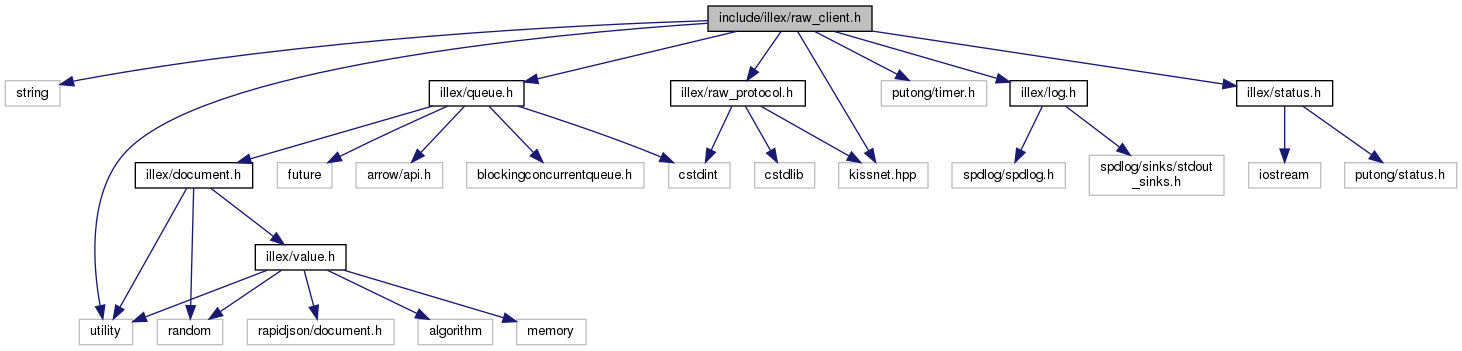 include/illex/raw_client.h
string
illex/queue.h
illex/raw_protocol.h
putong/timer.h
illex/log.h
illex/status.h
illex/document.h
future
arrow/api.h
blockingconcurrentqueue.h
cstdint
cstdlib
kissnet.hpp
spdlog/spdlog.h
spdlog/sinks/stdout
_sinks.h
iostream
putong/status.h
illex/value.h
utility
random
rapidjson/document.h
algorithm
memory